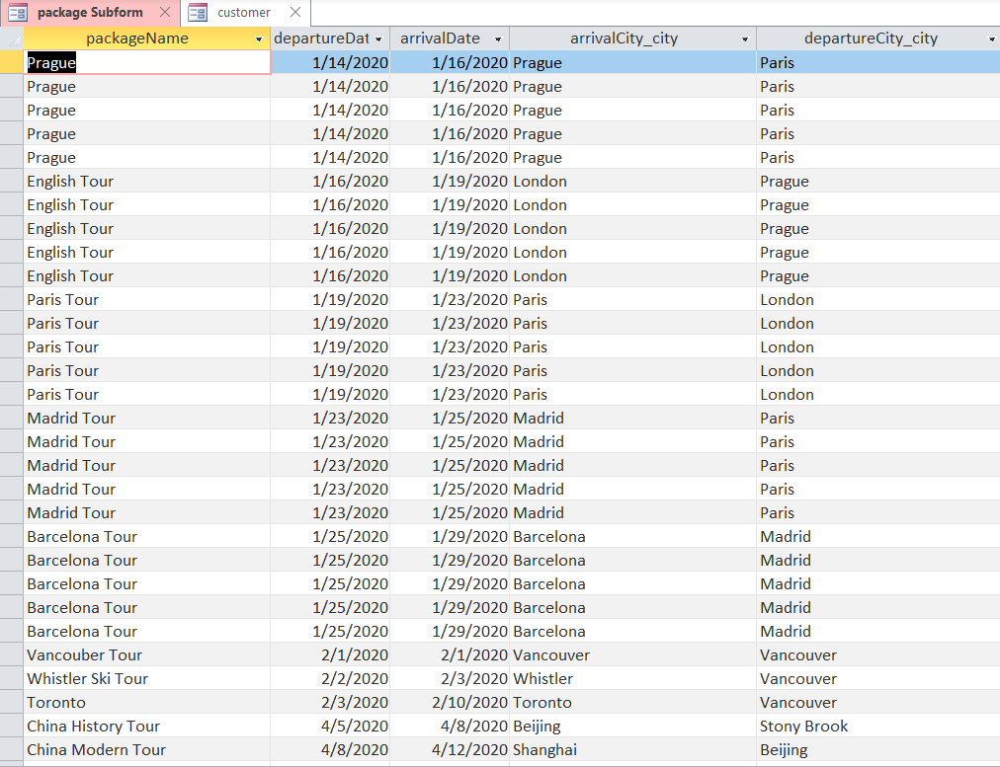 package Subform customer
packageName departureDat arrivalDate arrivalCity_city departureCity_city
Prague 1/14/2020 1/16/2020 Prague Paris
Prague 1/14/2020 1/16/2020 Prague Paris
Prague 1/14/2020 1/16/2020 Prague Paris
Prague 1/14/2020 1/16/2020 Prague Paris
Prague 1/14/2020 1/16/2020 Prague Paris
English Tour 1/16/2020 1/19/2020 London Prague
English Tour 1/16/2020 1/19/2020 London Prague
English Tour 1/16/2020 1/19/2020 London Prague
English Tour 1/16/2020 1/19/2020 London Prague
English Tour 1/16/2020 1/19/2020 London Prague
Paris Tour 1/19/2020 1/23/2020 Paris London
Paris Tour 1/19/2020 1/23/2020 Paris London
Paris Tour 1/19/2020 1/23/2020 Paris London
Paris Tour 1/19/2020 1/23/2020 Paris London
Paris Tour 1/19/2020 1/23/2020 Paris London
Madrid Tour 1/23/2020 1/25/2020 Madrid Paris
Madrid Tour 1/23/2020 1/25/2020 Madrid Paris
Madrid Tour 1/23/2020 1/25/2020 Madrid Paris
Madrid Tour 1/23/2020 1/25/2020 Madrid Paris
Madrid Tour 1/23/2020 1/25/2020 Madrid Paris
Barcelona Tour 1/25/2020 1/29/2020 Barcelona Madrid
Barcelona Tour 1/25/2020 1/29/2020 Barcelona Madrid
Barcelona Tour 1/25/2020 1/29/2020 Barcelona Madrid
Barcelona Tour 1/25/2020 1/29/2020 Barcelona Madrid
Barcelona Tour 1/25/2020 1/29/2020 Barcelona Madrid
Vancouber Tour 2/1/2020 2/1/2020 Vancouver Vancouver
Whistler Ski Tour 2/2/2020 2/3/2020 Whistler Vancouver
Toronto 2/3/2020 2/10/2020 Toronto Vancouver
China History Tour 4/5/2020 4/8/2020 Beijing Stony Brook
China Modern Tour 4/8/2020 4/12/2020 Shanghai Beijing